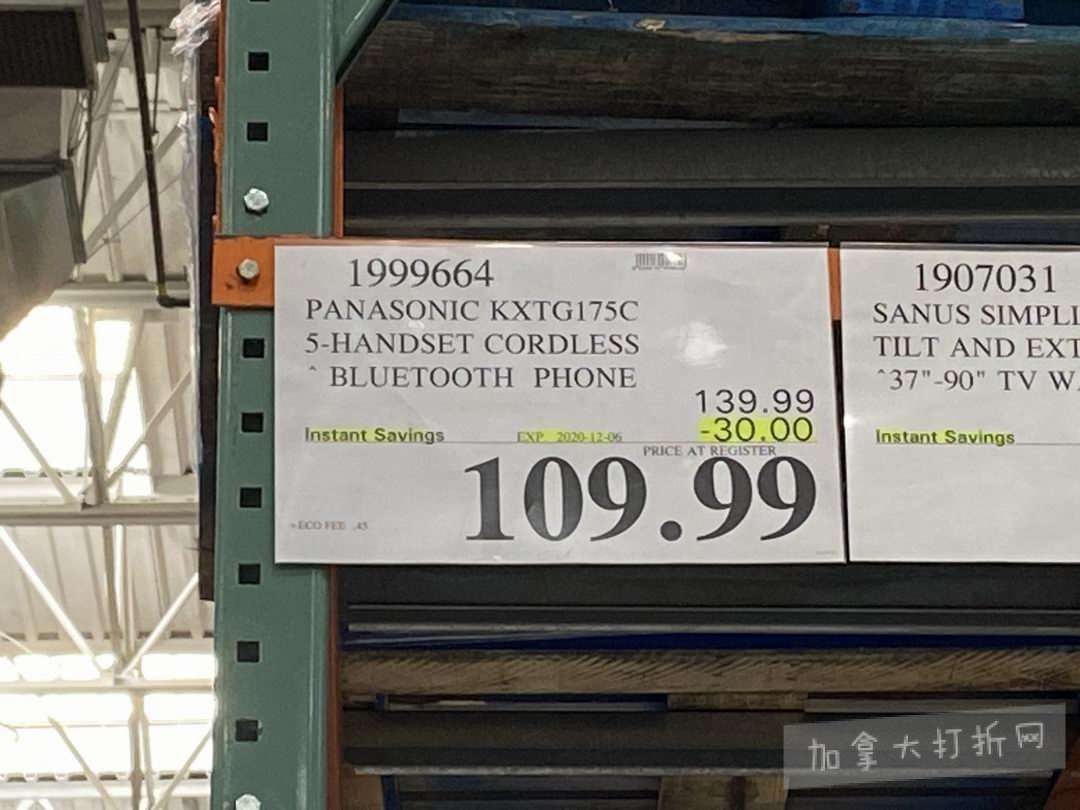 1999664
PANASONIC KXTG175C
5-HANDSET CORDLESS
^ BLUETOOTH PHONE
139.99
Instant Savings EXP 2020-12-06 -30.00
PRICE AT REGISTER
109.99
+ECO FEE .45
1907031
SANUS SIMPLI
TILT AND EXT
^37"-90" TV W
Instant Savings
加拿大打折网